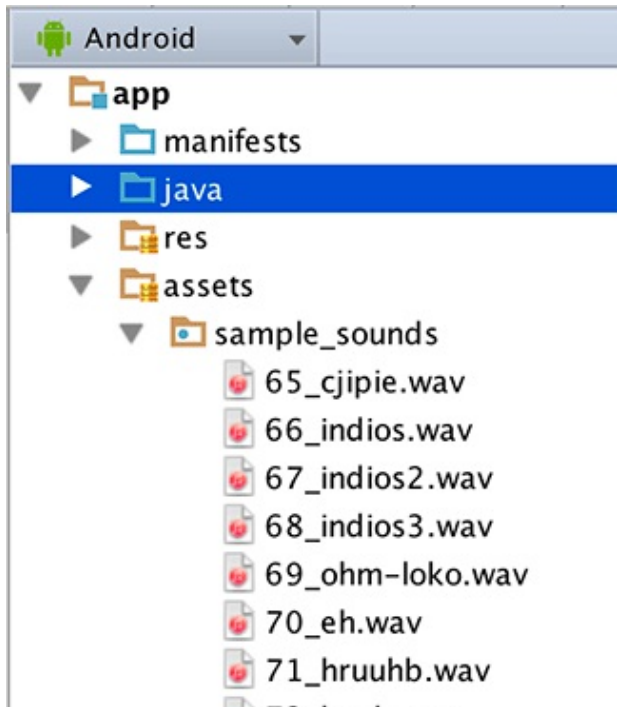 Android
app
manifests
java
res
assets
sample_sounds
65_cjipie.wav
66_indios.wav
67_indios2.wav
68_indios3.wav
69_ohm-loko.wav
70_eh.wav
71_hruuhb.wav